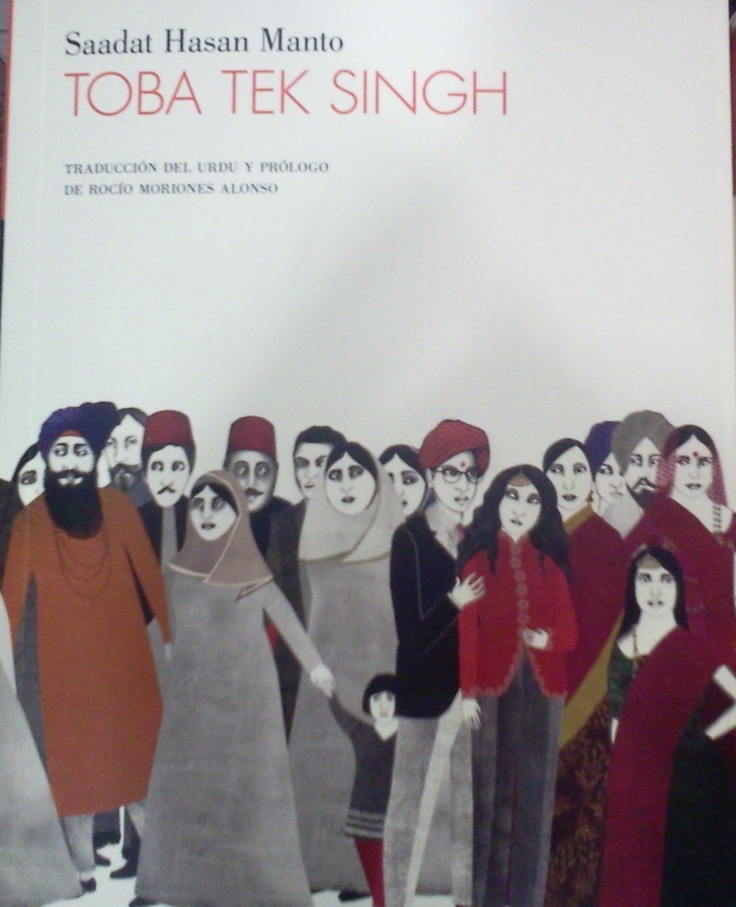 Saadat Hasan Manto
TOBA TEK SINGH
TRADUCCIÓN DEL URDU Y PRÓLOGO
DE ROCÍO MORIONES ALONSO